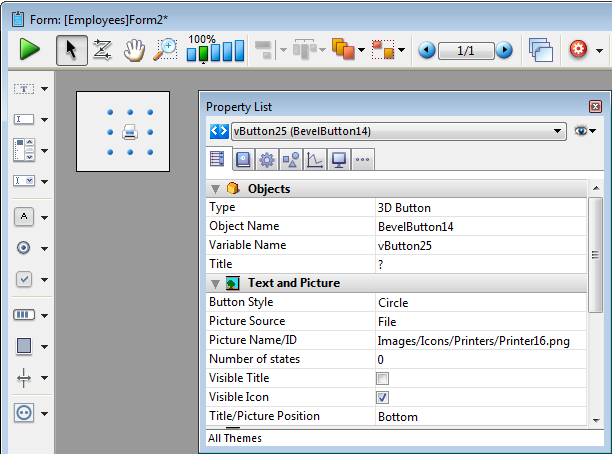 Form: [Employees]Form2*
100%
1/1
Property List
vButton25 (BevelButton14)
Objects
Type 3D Button
Object Name BevelButton14
Variable Name vButton25
Title ?
Text and Picture
Button Style Circle
Picture Source File
Picture Name/ID Images/Icons/Printers/Printer16.png
Number of states 0
Visible Title
Visible Icon
Title/Picture Position Bottom
All Themes